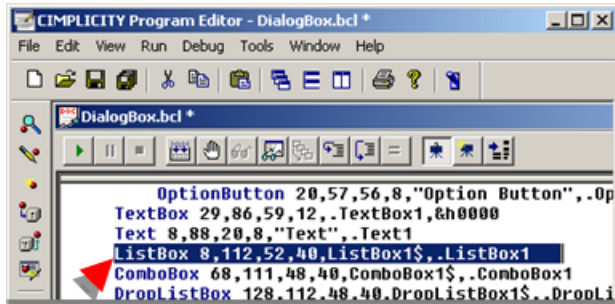 CIMPLICITY Program Editor - DialogBox.bcl *
File Edit View Run Debug Tools Window Help
DialogBox.bcl *
OptionButton 20,57,56,8,"Option Button",.Op
TextBox 29,86,59,12,.TextBox1,&h0000
Text 8,88,20,8,"Text",.Text1
ListBox 8,112,52,40,ListBox1$,.ListBox1
ComboBox 68,111,48,40,ComboBox1$,.ComboBox1
DropListBox 128,112,48,40,DropListBox1$,.DropLi